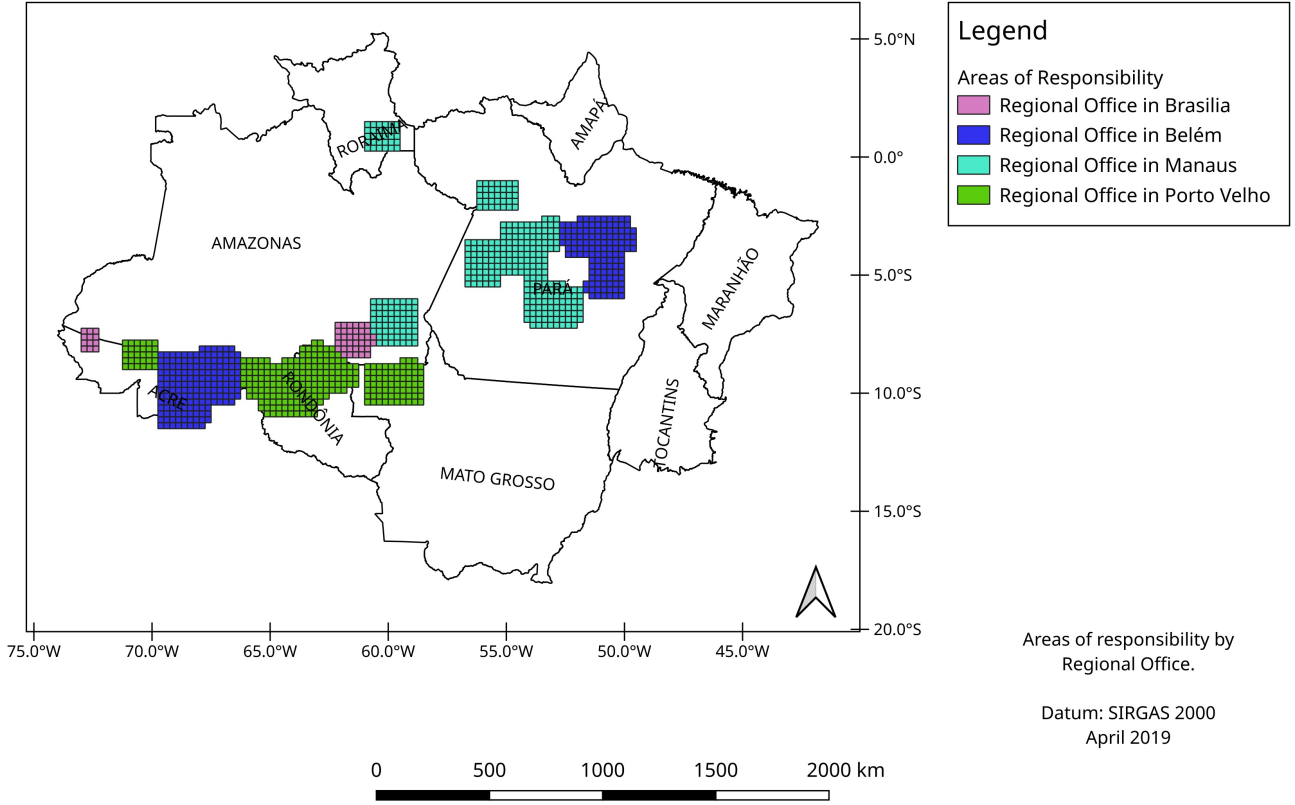 Legend
Areas of Responsibility
Regional Office in Brasilia
Regional Office in Belém
Regional Office in Manaus
Regional Office in Porto Velho
5.0°N
0.0°
5.0°S
10.0°S
15.0°S
20.0°S
RORAIMA
AMAPÁ
AMAZONAS
PARÁ
MARANHÃO
ACRE
RONDÔNIA
TOCANTINS
MATO GROSSO
75.0°W 70.0°W 65.0°W 60.0°W 55.0°W 50.0°W 45.0°W
Areas of responsibility by
Regional Office.
Datum: SIRGAS 2000
April 2019
0 500 1000 1500 2000 km